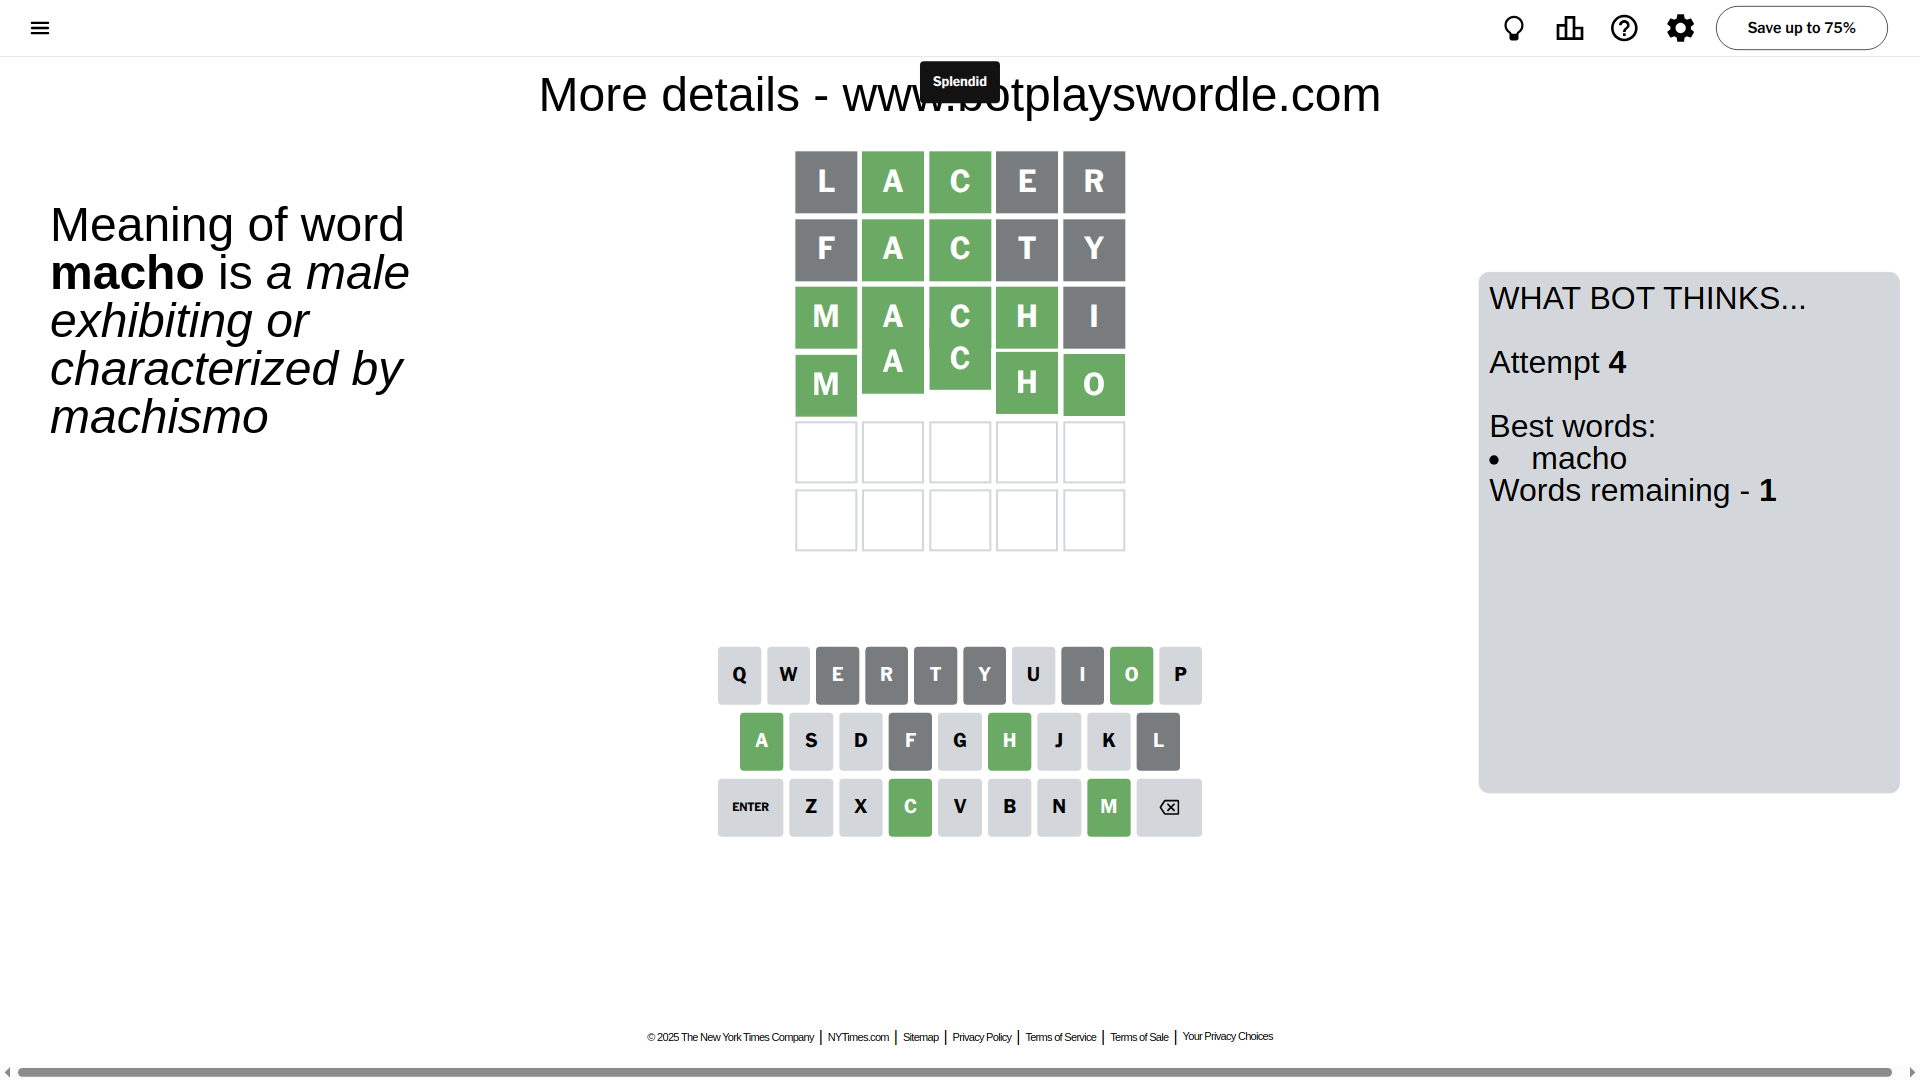 Save up to 75%
Splendid
More details - www.botplayswordle.com
Meaning of word
macho is a male
exhibiting or
characterized by
machismo
L A C E R
F A C T Y
M A C H I
M A C H O
WHAT BOT THINKS...
Attempt 4
Best words:
• macho
Words remaining - 1
Q W E R T Y U I O P
A S D F G H J K L
ENTER Z X C V B N M
© 2025 The New York Times Company | NYTimes.com | Sitemap | Privacy Policy | Terms of Service | Terms of Sale | Your Privacy Choices